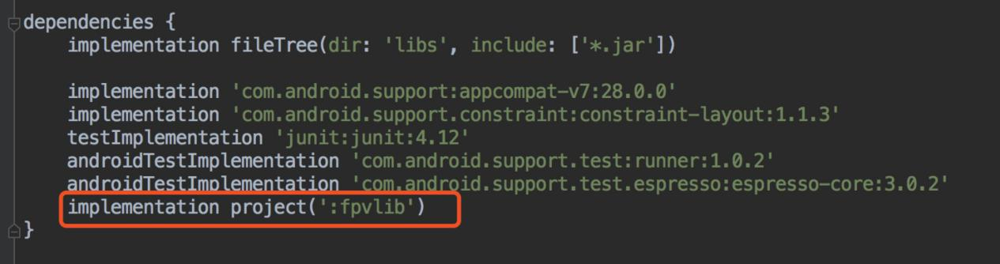 dependencies {
implementation fileTree(dir: 'libs', include: ['*.jar'])
implementation 'com.android.support:appcompat-v7:28.0.0'
implementation 'com.android.support.constraint:constraint-layout:1.1.3'
testImplementation 'junit:junit:4.12'
androidTestImplementation 'com.android.support.test:runner:1.0.2'
androidTestImplementation 'com.android.support.test.espresso:espresso-core:3.0.2'
implementation project(':fpvlib')
}